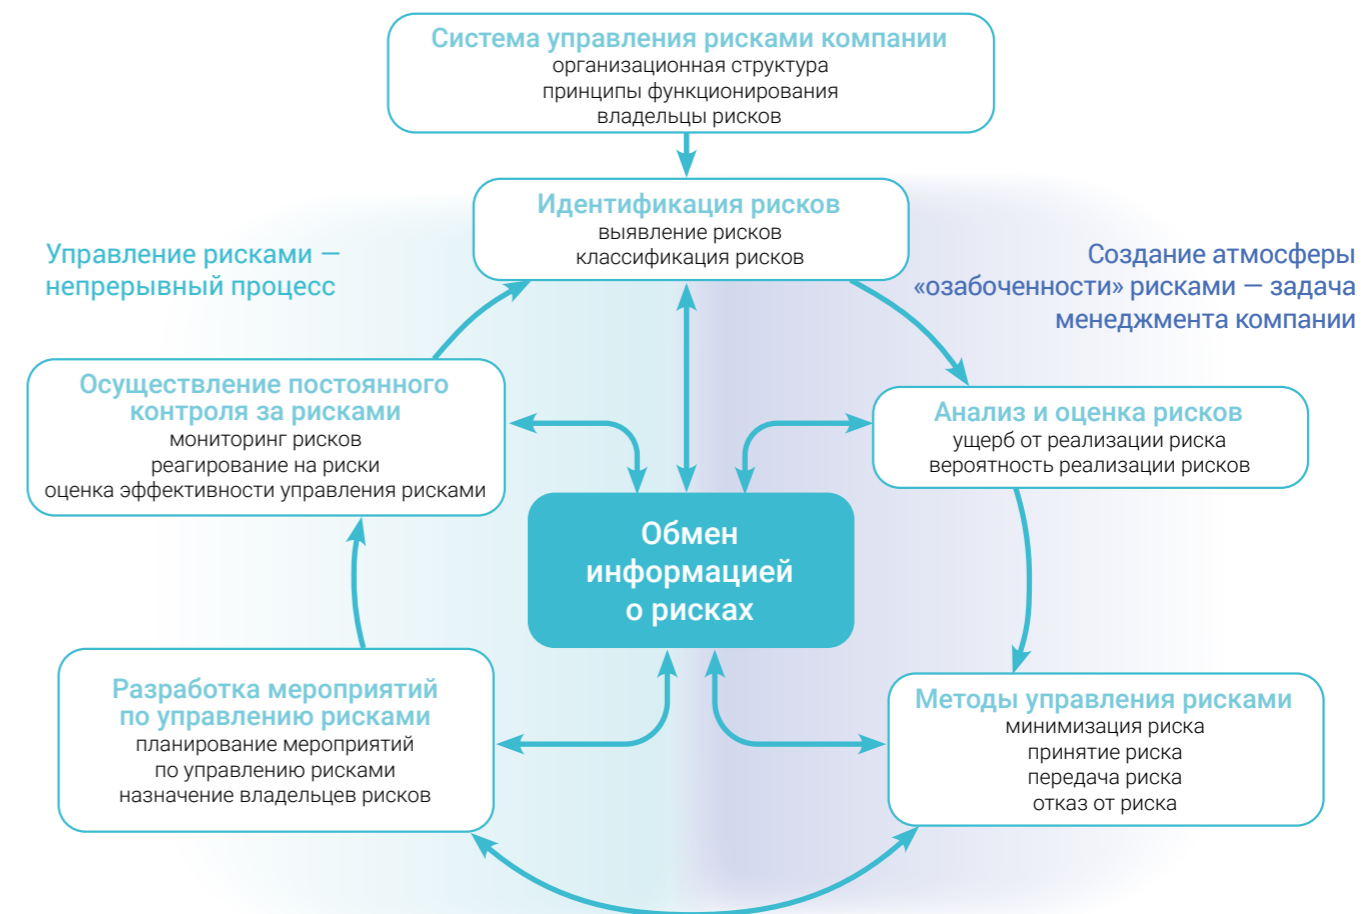 Система управления рисками компании
организационная структура
принципы функционирования
владельцы рисков
Идентификация рисков
выявление рисков
классификация рисков
Управление рисками —
непрерывный процесс
Создание атмосферы
«озабоченности» рисками — задача
менеджмента компании
Осуществление постоянного
контроля за рисками
мониторинг рисков
реагирование на риски
оценка эффективности управления рисками
Анализ и оценка рисков
ущерб от реализации риска
вероятность реализации рисков
Обмен
информацией
о рисках
Разработка мероприятий
по управлению рисками
планирование мероприятий
по управлению рисками
назначение владельцев рисков
Методы управления рисками
минимизация риска
принятие риска
передача риска
отказ от риска